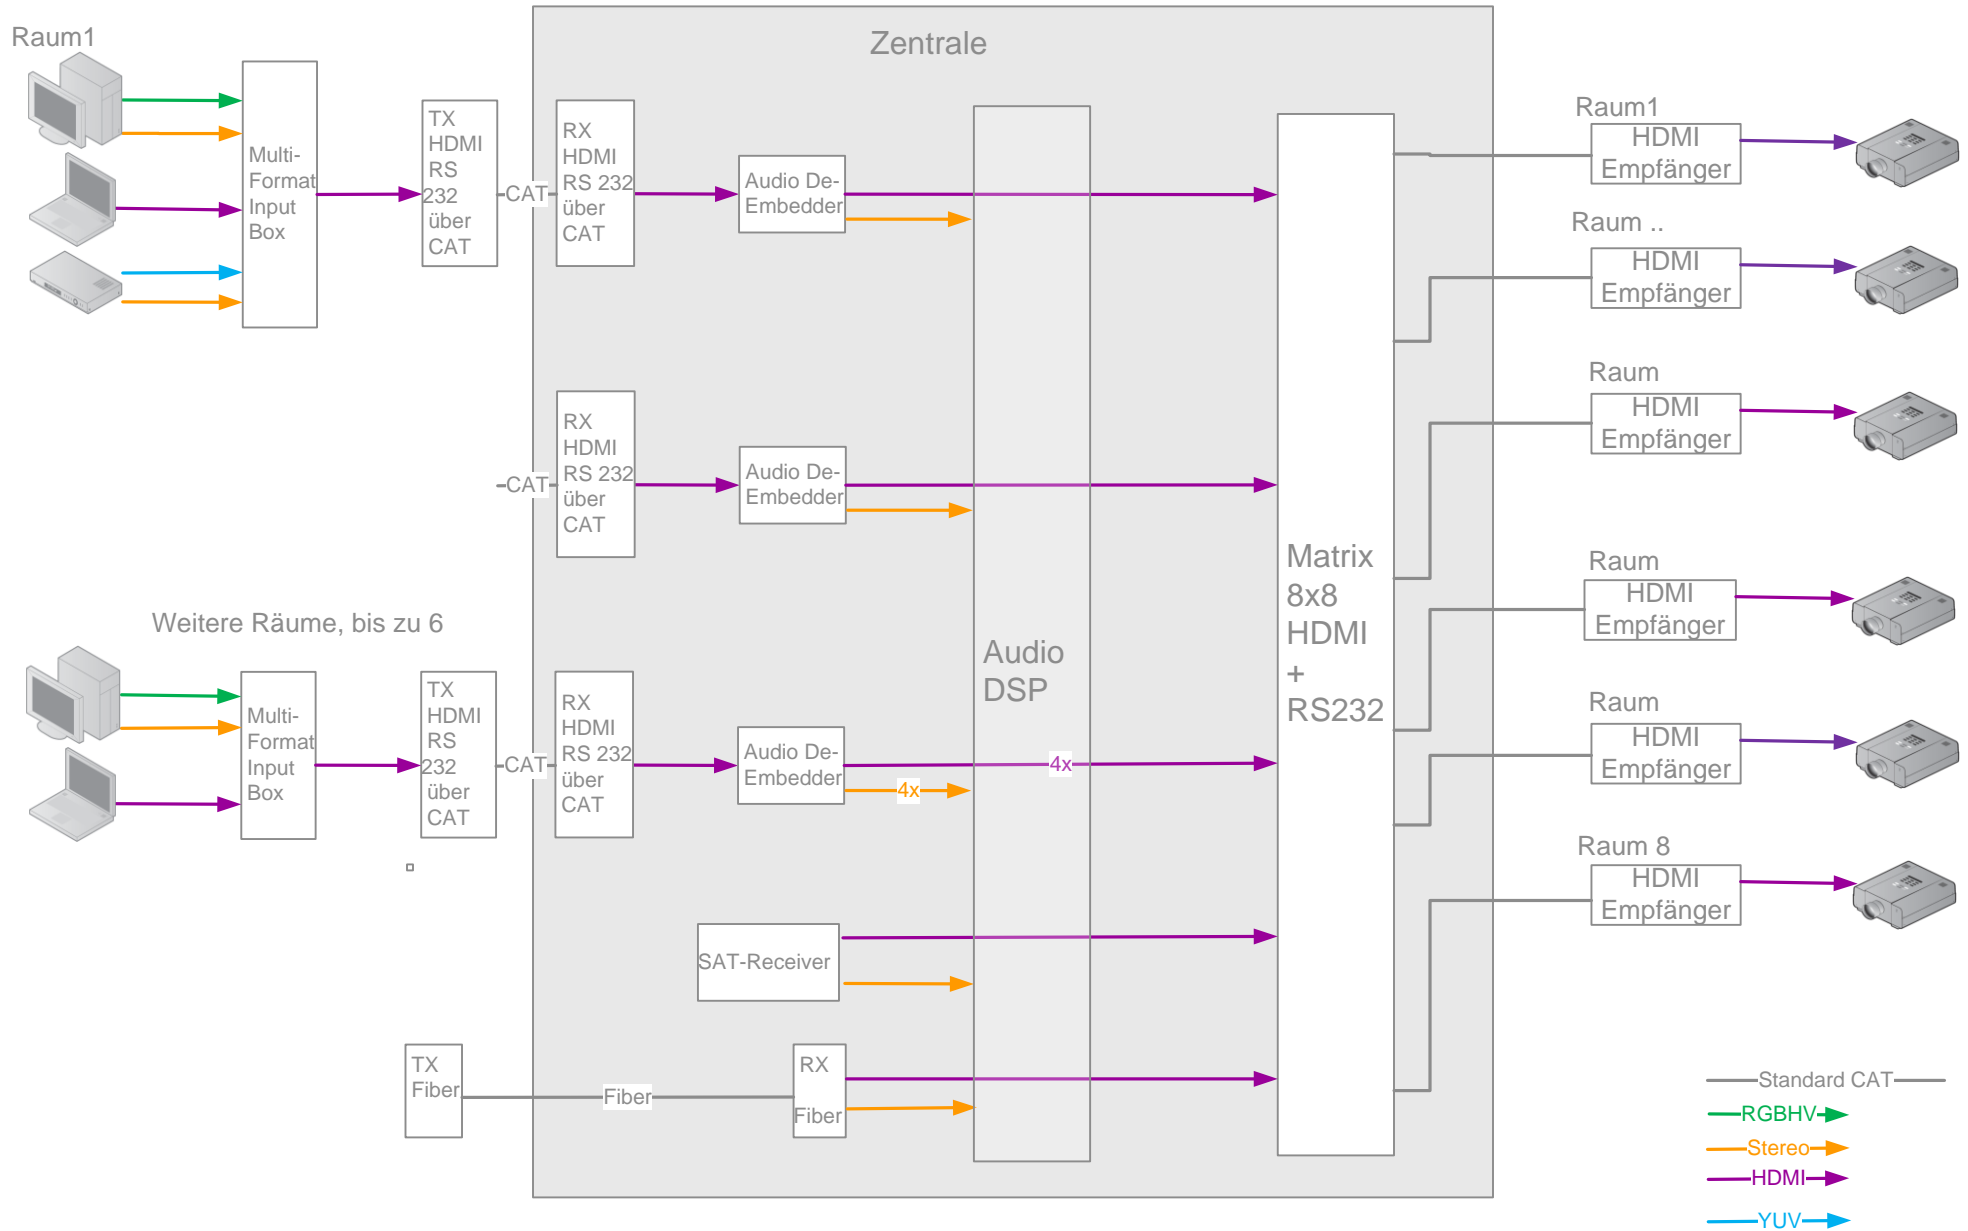 Raum1
Multi-
Format
Input
Box
TX
HDMI
RS
232
über
CAT
CAT
Zentrale
RX
HDMI
RS 232
über
CAT
Audio De-
Embedder
CAT
RX
HDMI
RS 232
über
CAT
Audio De-
Embedder
Weitere Räume, bis zu 6
Multi-
Format
Input
Box
TX
HDMI
RS
232
über
CAT
CAT
RX
HDMI
RS 232
über
CAT
Audio De-
Embedder
4x
4x
Audio
DSP
SAT-Receiver
TX
Fiber
Fiber
RX
Fiber
Matrix
8x8
HDMI
+
RS232
Raum1
HDMI
Empfänger
Raum ..
HDMI
Empfänger
Raum
HDMI
Empfänger
Raum
HDMI
Empfänger
Raum
HDMI
Empfänger
Raum 8
HDMI
Empfänger
Standard CAT
RGBHV
Stereo
HDMI
YUV